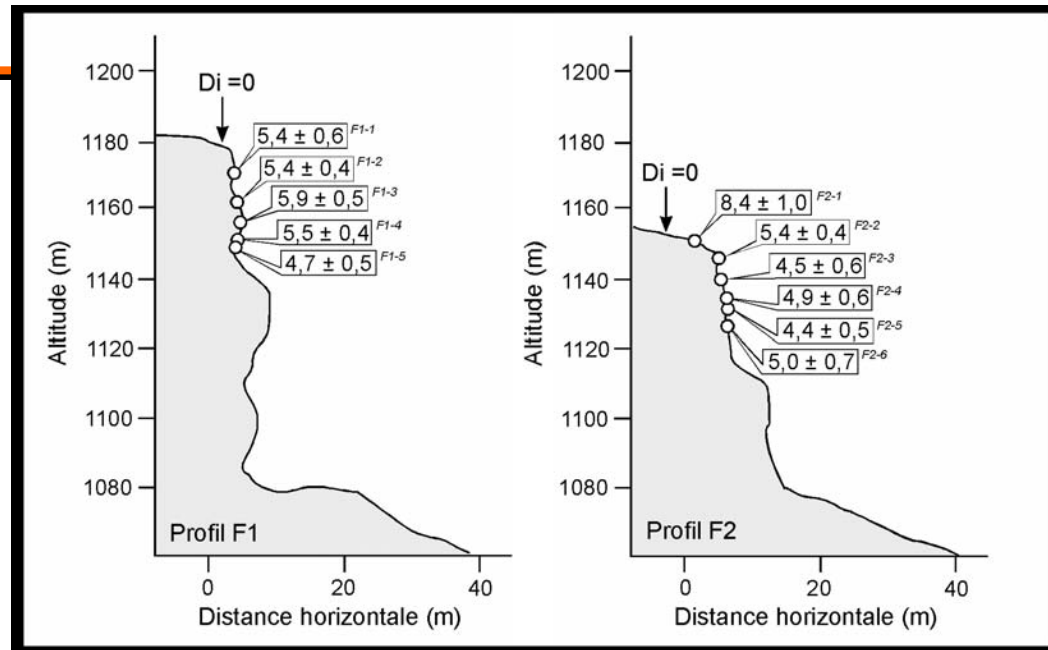 1200
1180
1160
1140
1120
1100
1080
Altitude (m)
Di =0
5,4 ± 0,6 F1-1
5,4 ± 0,4 F1-2
5,9 ± 0,5 F1-3
5,5 ± 0,4 F1-4
4,7 ± 0,5 F1-5
Profil F1
0 20 40
Distance horizontale (m)
1200
1180
1160
1140
1120
1100
1080
Altitude (m)
Di =0
8,4 ± 1,0 F2-1
5,4 ± 0,4 F2-2
4,5 ± 0,6 F2-3
4,9 ± 0,6 F2-4
4,4 ± 0,5 F2-5
5,0 ± 0,7 F2-6
Profil F2
0 20 40
Distance horizontale (m)